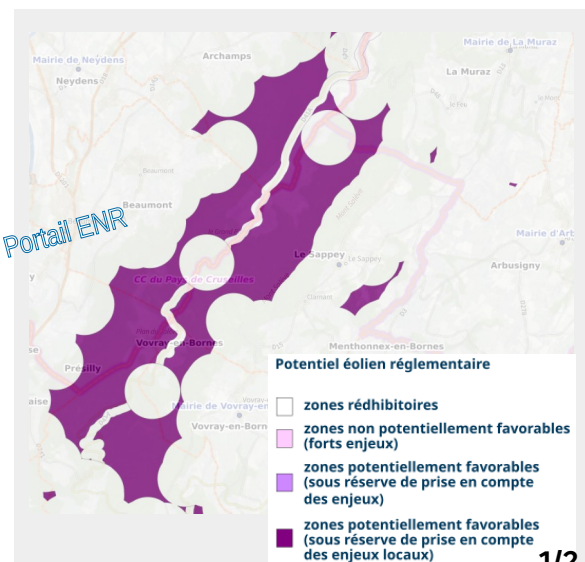 Mairie de Neydens
Neydens
Archamps
Mairie de La Muraz
La Muraz
Beaumont
Beaumont
Portail ENR
Le Sappey
Le Sappey
Mairie d'Art
Arbusigny
CC du Pays de Cruseilles
Vovray-en-Bornes
Menthonnex-en-Bornes
Présilly
Mairie de Vovray-en
Vovray-en-Born
Potentiel éolien réglementaire
zones rédhibitoires
zones non potentiellement favorables
(forts enjeux)
zones potentiellement favorables
(sous réserve de prise en compte
des enjeux)
zones potentiellement favorables
(sous réserve de prise en compte
des enjeux locaux)
1/2